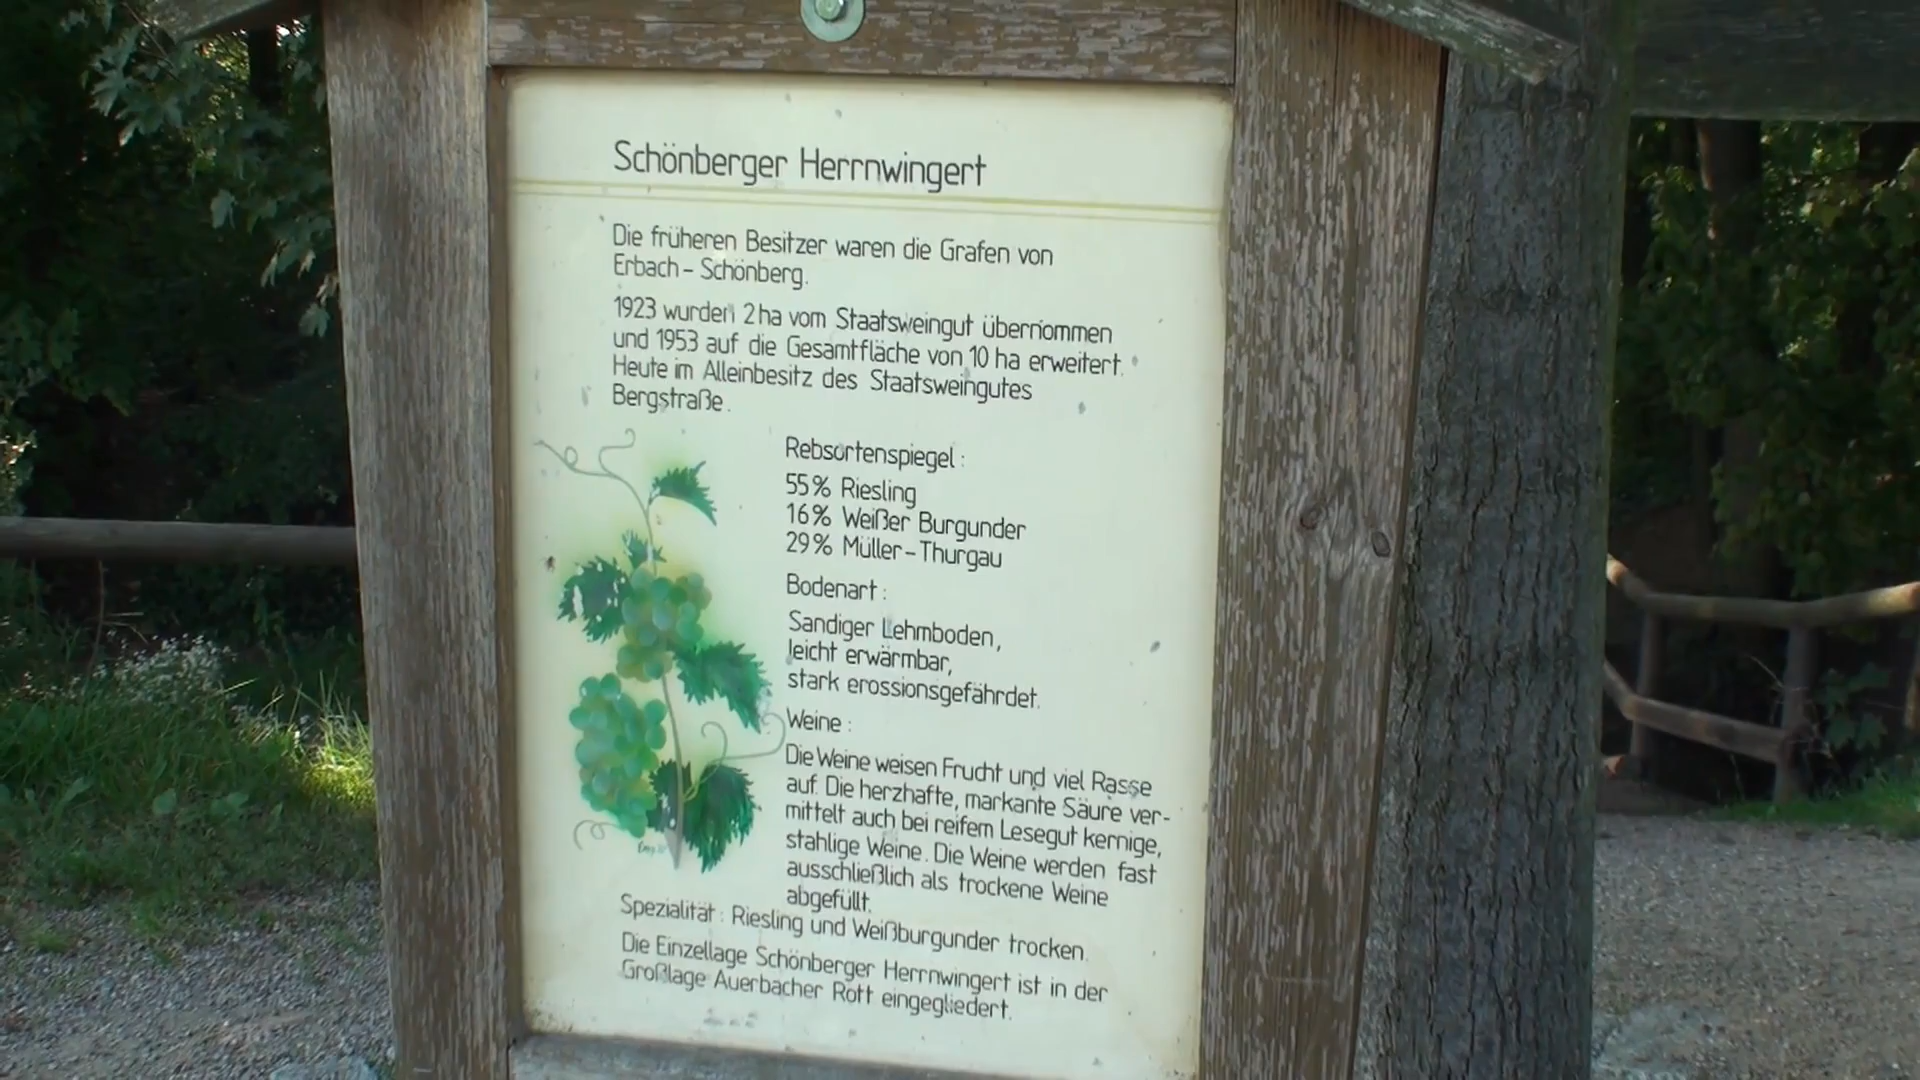 Schönberger Herrnwingert
Die früheren Besitzer waren die Grafen von
Erbach - Schönberg.
1923 wurden 2 ha vom Staatsweingut übernommen
und 1953 auf die Gesamtfläche von 10 ha erweitert.
Heute im Alleinbesitz des Staatsweingutes
Bergstraße.
Rebsortenspiegel :
55% Riesling
16% Weißer Burgunder
29% Müller - Thurgau
Bodenart :
Sandiger Lehmboden,
leicht erwärmbar,
stark erossionsgefährdet.
Weine :
Die Weine weisen Frucht und viel Rasse
auf. Die herzhafte, markante Säure ver-
mittelt auch bei reifem Lesegut kernige,
stahlige Weine. Die Weine werden fast
ausschließlich als trockene Weine
abgefüllt.
Spezialität : Riesling und Weißburgunder trocken.
Die Einzellage Schönberger Herrnwingert ist in der
Großlage Auerbacher Rott eingegliedert.